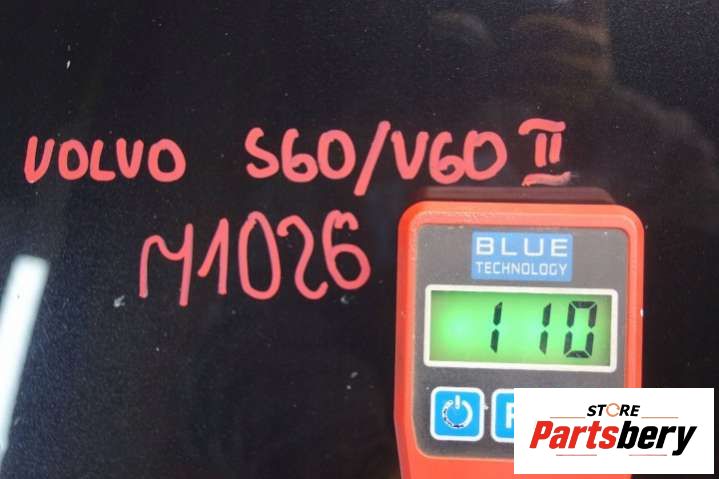 VOLVO S60/V60 II
M1026
BLUE
TECHNOLOGY
110
STORE
Partsbery